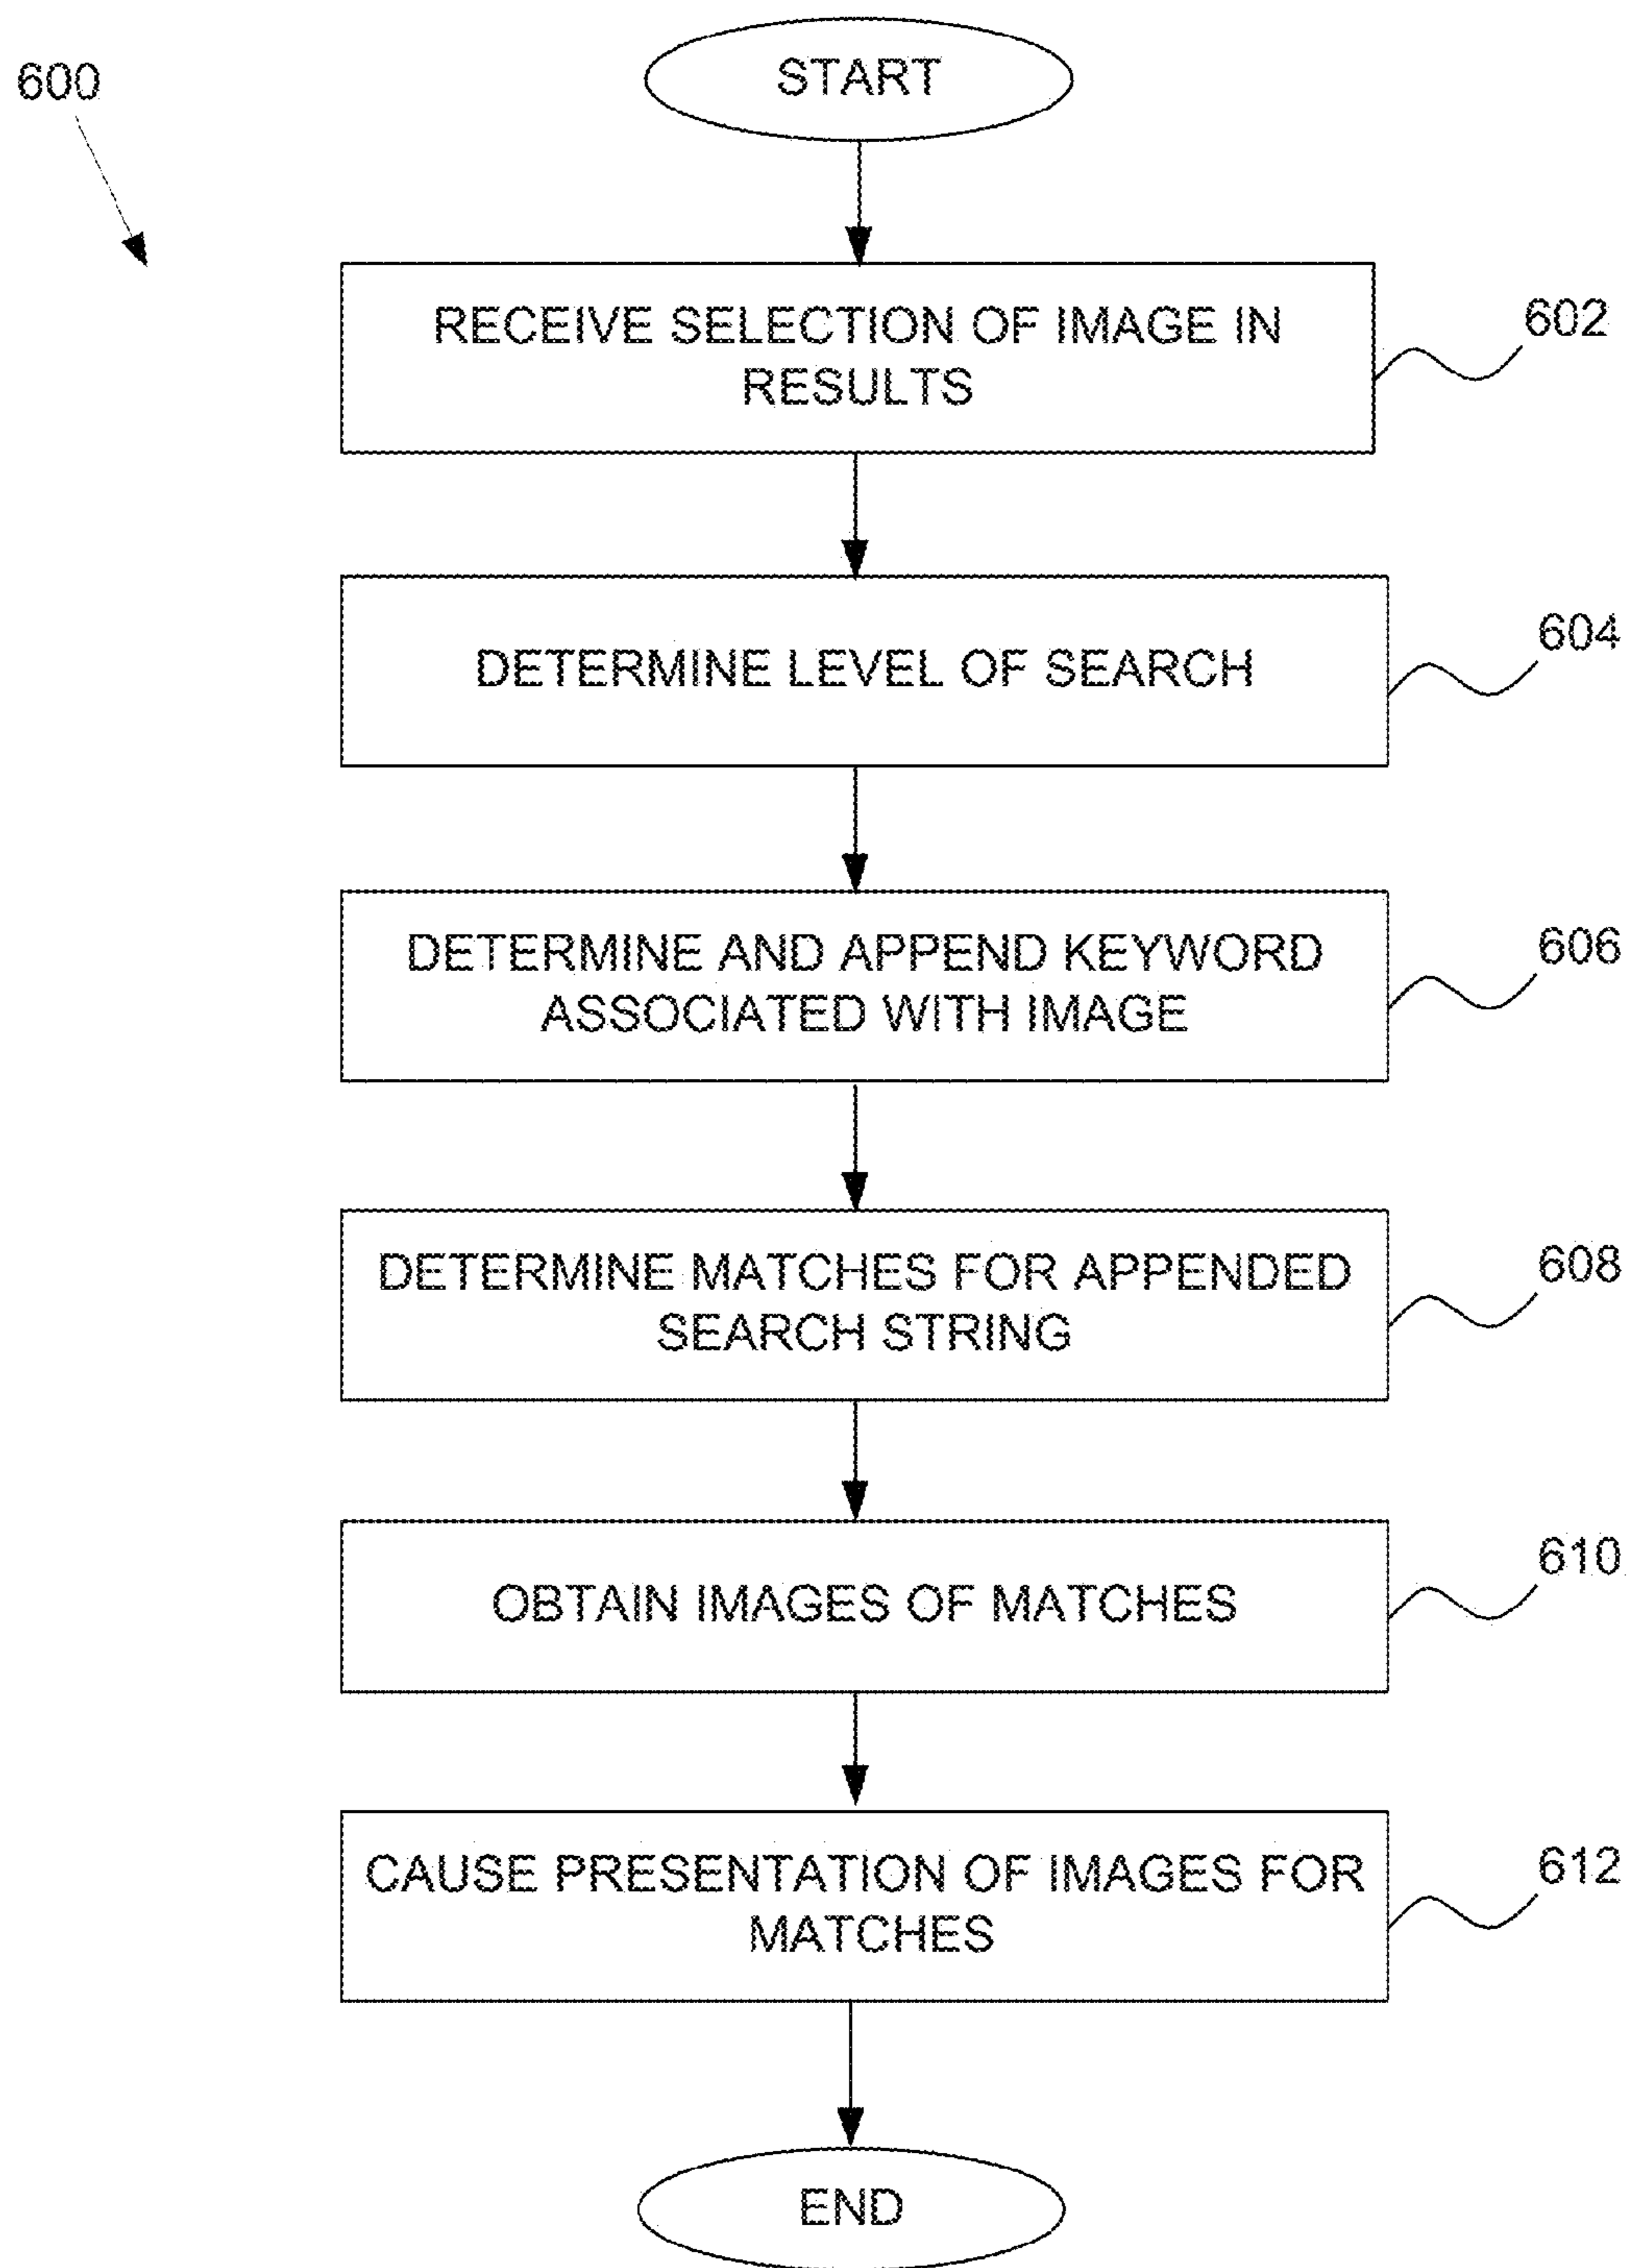 600
START
RECEIVE SELECTION OF IMAGE IN
RESULTS
602
DETERMINE LEVEL OF SEARCH
604
DETERMINE AND APPEND KEYWORD
ASSOCIATED WITH IMAGE
606
DETERMINE MATCHES FOR APPENDED
SEARCH STRING
608
OBTAIN IMAGES OF MATCHES
610
CAUSE PRESENTATION OF IMAGES FOR
MATCHES
612
END